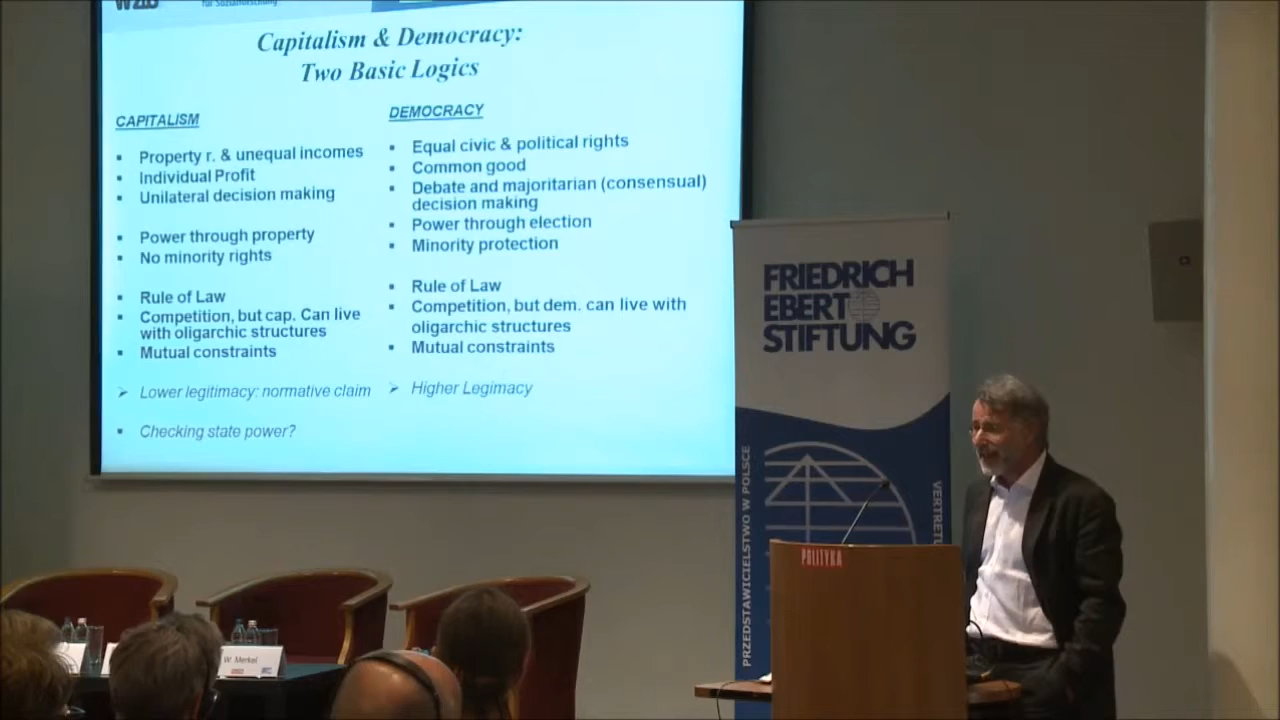 WZB
für Sozialforschung
Capitalism & Democracy:
Two Basic Logics
CAPITALISM
Property r. & unequal incomes
Individual Profit
Unilateral decision making
Power through property
No minority rights
Rule of Law
Competition, but cap. Can live
with oligarchic structures
Mutual constraints
Lower legitimacy: normative claim
Checking state power?
DEMOCRACY
Equal civic & political rights
Common good
Debate and majoritarian (consensual)
decision making
Power through election
Minority protection
Rule of Law
Competition, but dem. can live with
oligarchic structures
Mutual constraints
Higher Legimacy
FRIEDRICH
EBERT
STIFTUNG
PRZEDSTAWICIELSTWO W POLSCE
POLITYKA
W. Merkel